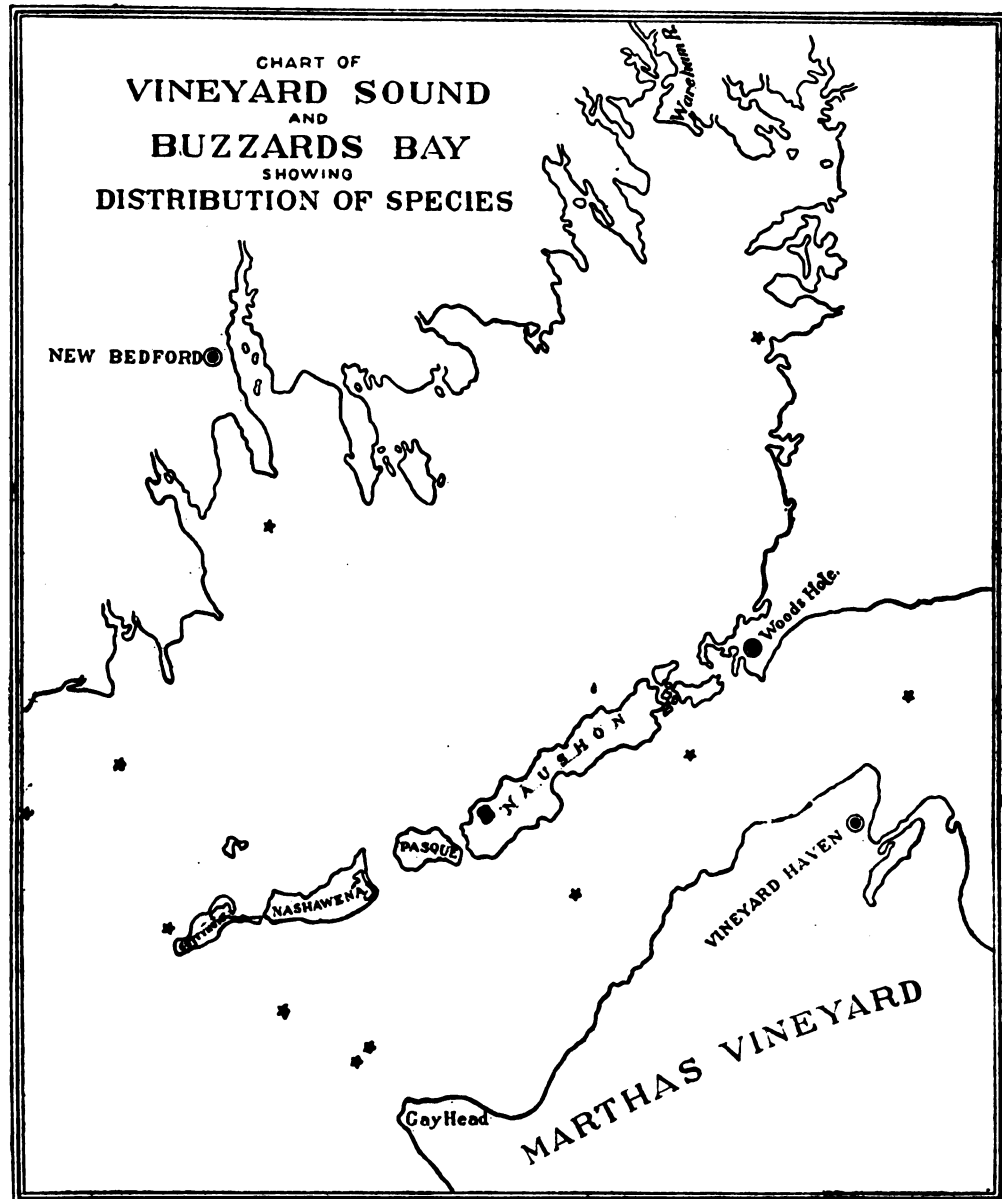 CHART OF
VINEYARD SOUND
AND
BUZZARDS BAY
SHOWING
DISTRIBUTION OF SPECIES
Wareham R.
NEW BEDFORD
Woods Hole.
NAUSHON
PASQUE
NASHAWENA
VINEYARD HAVEN
MARTHAS VINEYARD
Gay Head